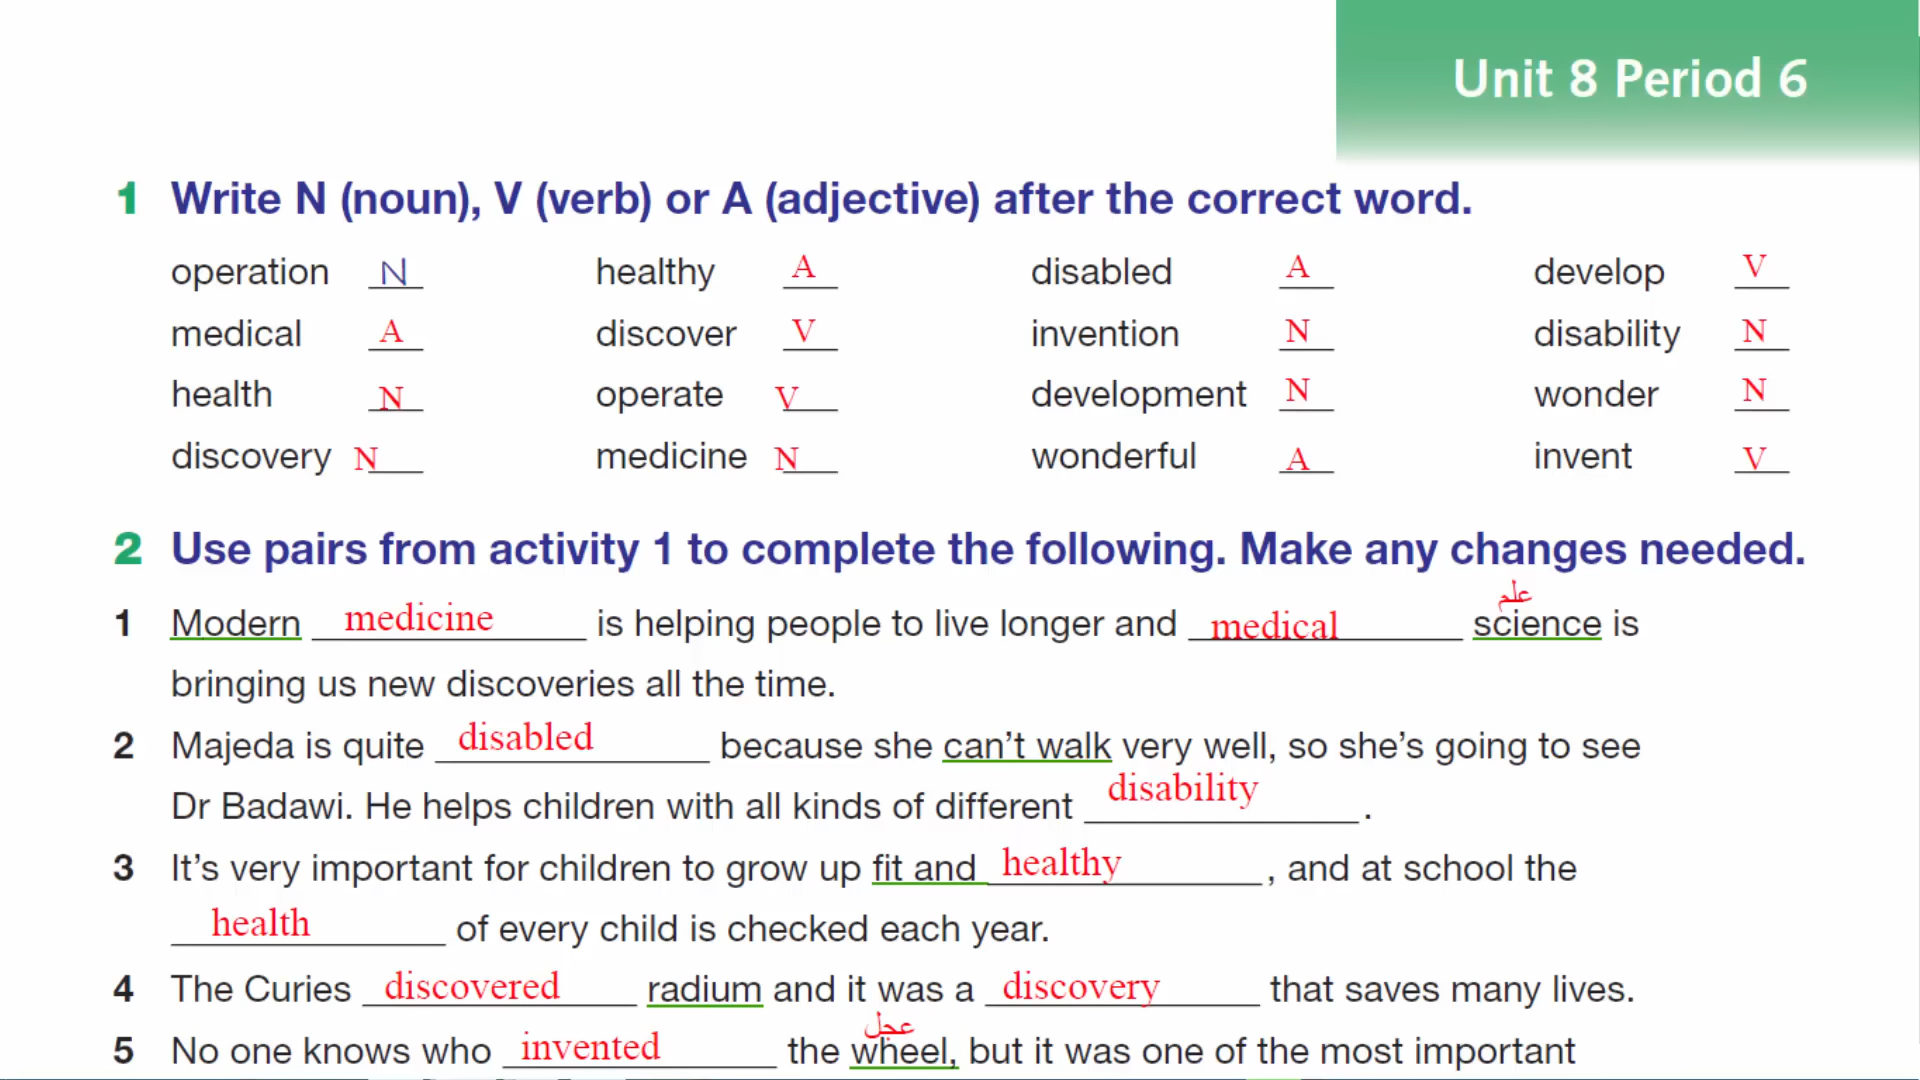 Unit 8 Period 6
1 Write N (noun), V (verb) or A (adjective) after the correct word.
operation N healthy A disabled A develop V
medical A discover V invention N disability N
health N operate V development N wonder N
discovery N medicine N wonderful A invent V
2 Use pairs from activity 1 to complete the following. Make any changes needed.
علم
1 Modern medicine is helping people to live longer and medical science is
bringing us new discoveries all the time.
2 Majeda is quite disabled because she can't walk very well, so she's going to see
Dr Badawi. He helps children with all kinds of different disability.
3 It's very important for children to grow up fit and healthy, and at school the
health of every child is checked each year.
4 The Curies discovered radium and it was a discovery that saves many lives.
عجل
5 No one knows who invented the wheel, but it was one of the most important